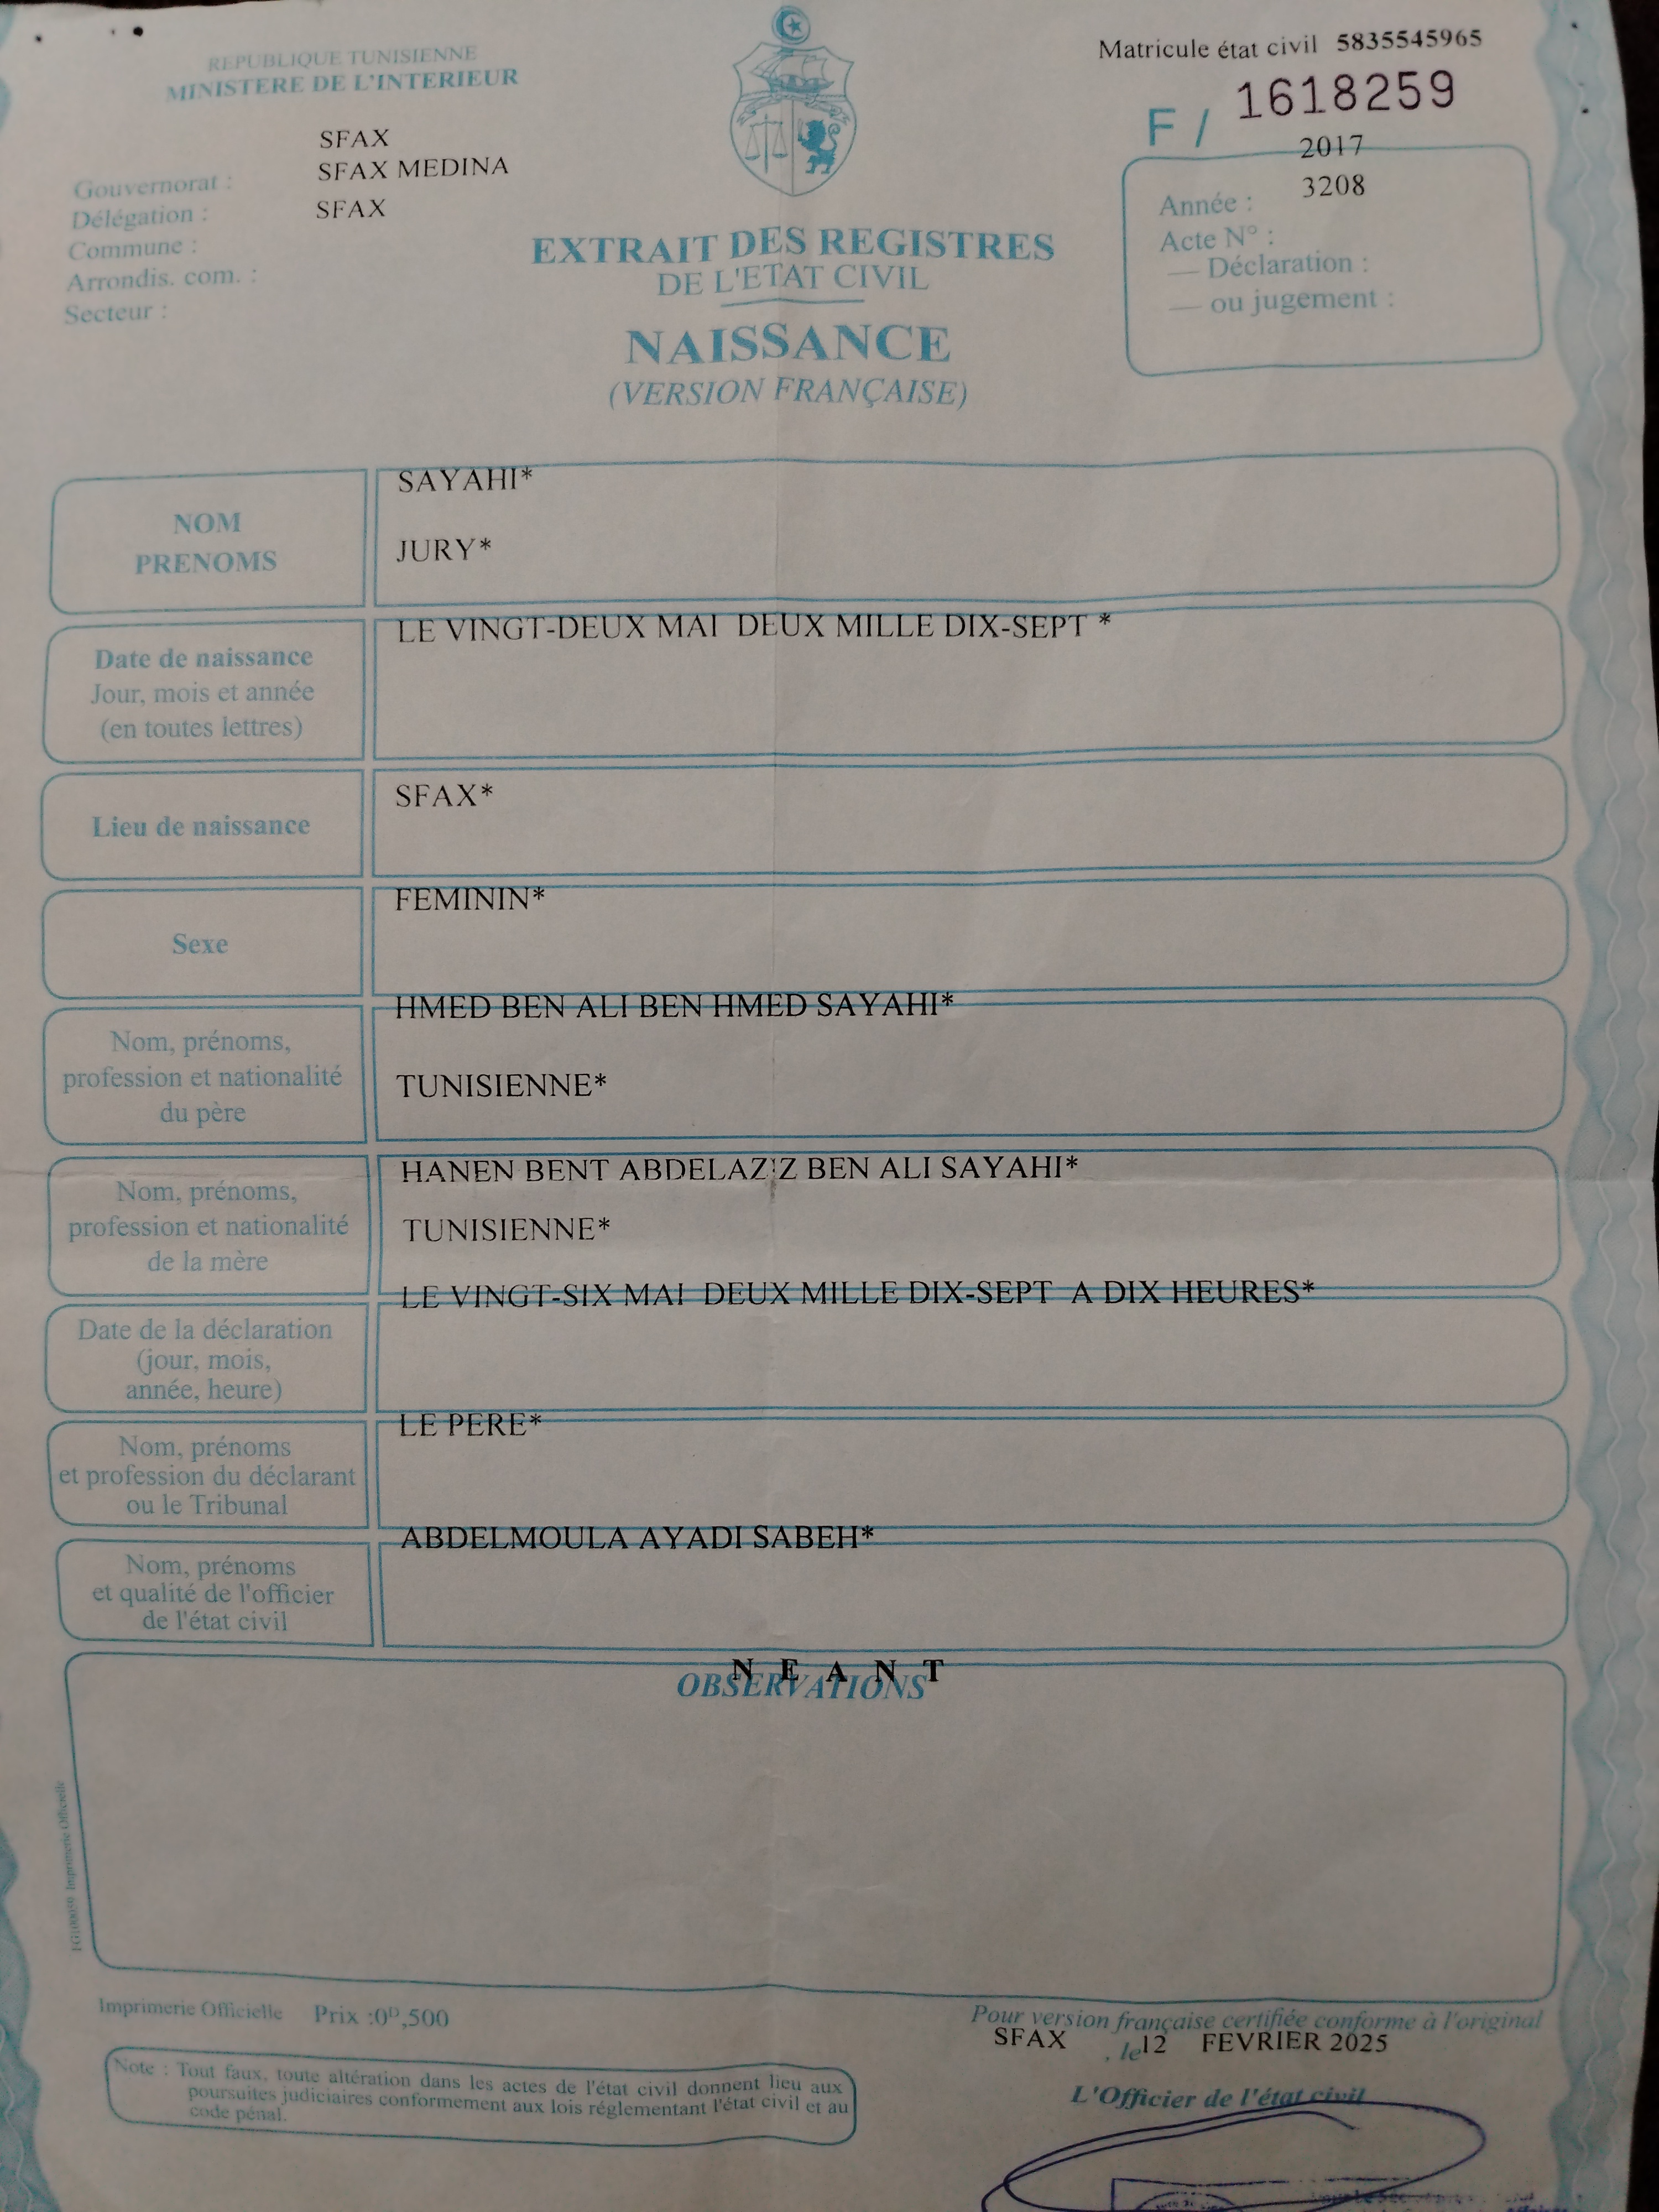 REPUBLIQUE TUNISIENNE
MINISTERE DE L'INTERIEUR
Matricule état civil 5835545965
F / 1618259
SFAX
SFAX MEDINA
SFAX
Gouvernorat :
Délégation :
Commune :
Arrondis. com. :
Secteur :
2017
3208
Année :
Acte N° :
— Déclaration :
— ou jugement :
EXTRAIT DES REGISTRES
DE L'ETAT CIVIL
NAISSANCE
(VERSION FRANÇAISE)
NOM
PRENOMS
SAYAHI*
JURY*
Date de naissance
Jour, mois et année
(en toutes lettres)
LE VINGT-DEUX MAI DEUX MILLE DIX-SEPT *
Lieu de naissance
SFAX*
Sexe
FEMININ*
Nom, prénoms,
profession et nationalité
du père
HMED BEN ALI BEN HMED SAYAHI*
TUNISIENNE*
Nom, prénoms,
profession et nationalité
de la mère
HANEN BENT ABDELAZIZ BEN ALI SAYAHI*
TUNISIENNE*
Date de la déclaration
(jour, mois,
année, heure)
LE VINGT-SIX MAI DEUX MILLE DIX-SEPT A DIX HEURES*
Nom, prénoms
et profession du déclarant
ou le Tribunal
LE PERE*
Nom, prénoms
et qualité de l'officier
de l'état civil
ABDELMOULA AYADI SABEH*
N E A N T
OBSERVATIONS
Imprimerie Officielle
Imprimerie Officielle Prix :0ᴰ,500
Note : Tout faux, toute altération dans les actes de l'état civil donnent lieu aux
poursuites judiciaires conformement aux lois réglementant l'état civil et au
code pénal.
Pour version française certifiée conforme à l'original
SFAX , le 12 FEVRIER 2025
L'Officier de l'état civil